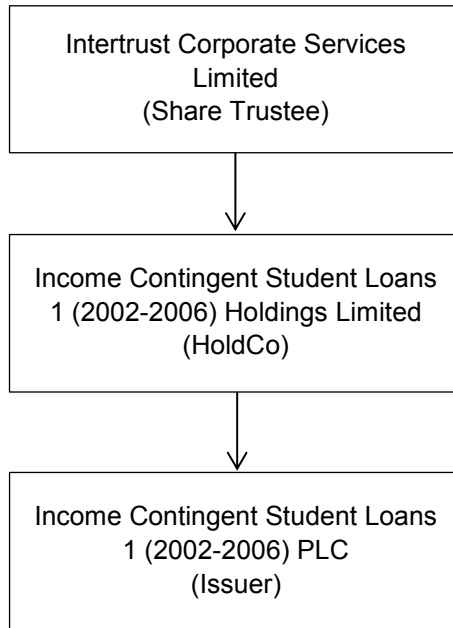 Intertrust Corporate Services
Limited
(Share Trustee)
Income Contingent Student Loans
1 (2002-2006) Holdings Limited
(HoldCo)
Income Contingent Student Loans
1 (2002-2006) PLC
(Issuer)